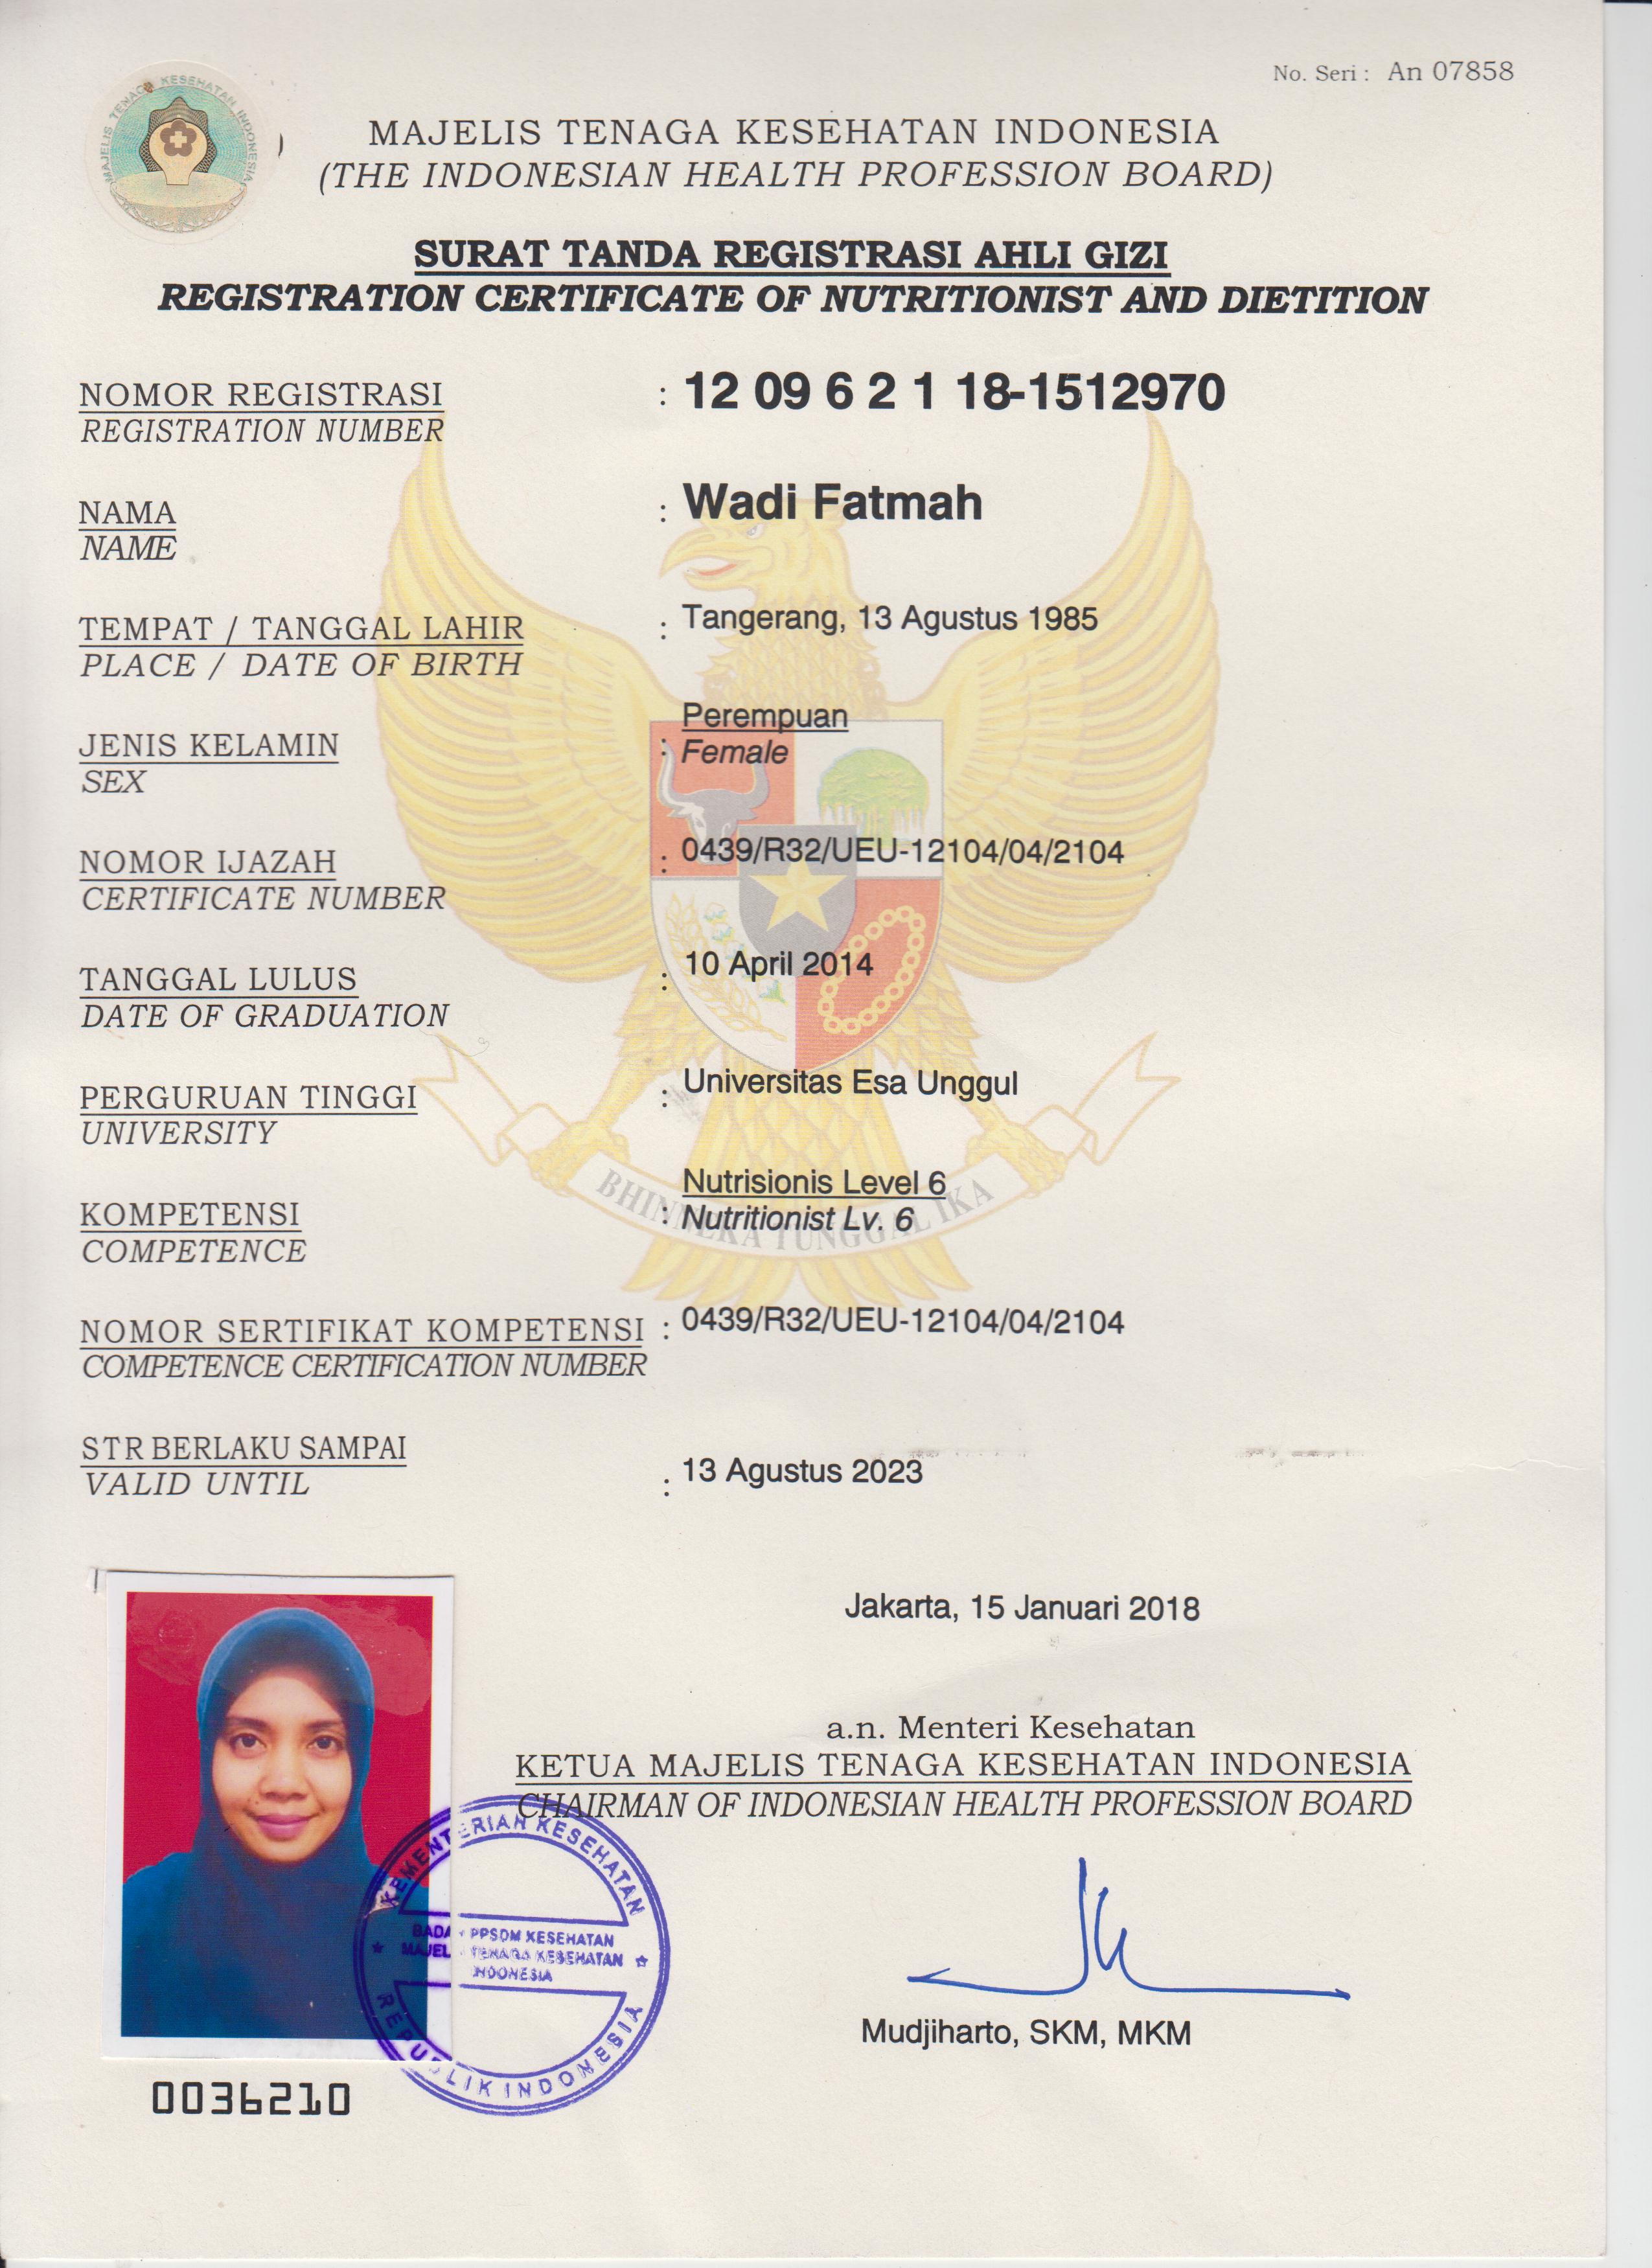 No. Seri : An 07858
MAJELIS TENAGA KESEHATAN INDONESIA
MAJELIS TENAGA KESEHATAN INDONESIA
(THE INDONESIAN HEALTH PROFESSION BOARD)
SURAT TANDA REGISTRASI AHLI GIZI
REGISTRATION CERTIFICATE OF NUTRITIONIST AND DIETITION
NOMOR REGISTRASI : 12 09 6 2 1 18-1512970
REGISTRATION NUMBER
NAMA : Wadi Fatmah
NAME
TEMPAT / TANGGAL LAHIR : Tangerang, 13 Agustus 1985
PLACE / DATE OF BIRTH
Perempuan
JENIS KELAMIN : Female
SEX
NOMOR IJAZAH : 0439/R32/UEU-12104/04/2104
CERTIFICATE NUMBER
TANGGAL LULUS : 10 April 2014
DATE OF GRADUATION
PERGURUAN TINGGI : Universitas Esa Unggul
UNIVERSITY
Nutrisionis Level 6
KOMPETENSI : Nutritionist Lv. 6
COMPETENCE
BHINNEKA TUNGGAL IKA
NOMOR SERTIFIKAT KOMPETENSI : 0439/R32/UEU-12104/04/2104
COMPETENCE CERTIFICATION NUMBER
STR BERLAKU SAMPAI : 13 Agustus 2023
VALID UNTIL
Jakarta, 15 Januari 2018
a.n. Menteri Kesehatan
KETUA MAJELIS TENAGA KESEHATAN INDONESIA
CHAIRMAN OF INDONESIAN HEALTH PROFESSION BOARD
KEMENTERIAN KESEHATAN
BADAN PPSDM KESEHATAN
MAJELIS TENAGA KESEHATAN
INDONESIA
REPUBLIK INDONESIA
Mudjiharto, SKM, MKM
0036210